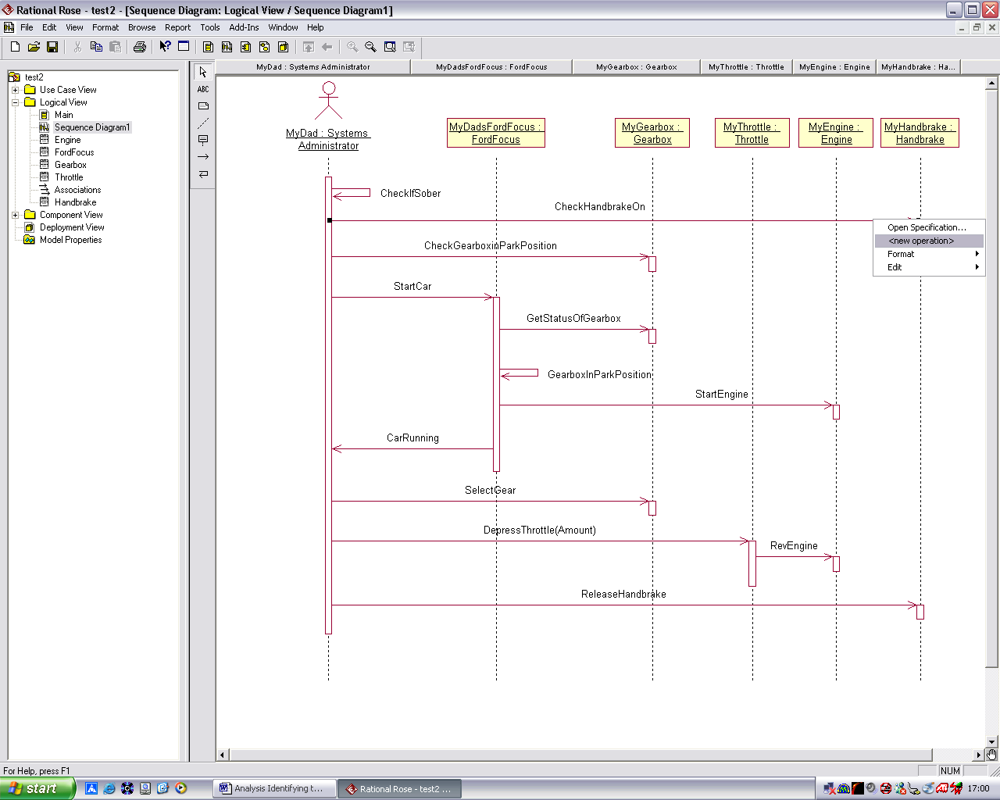 Rational Rose - test2 - [Sequence Diagram: Logical View / Sequence Diagram1]
File Edit View Format Browse Report Tools Add-Ins Window Help
MyDad : Systems Administrator
MyDadsFordFocus : FordFocus
MyGearbox : Gearbox
MyThrottle : Throttle
MyEngine : Engine
MyHandbrake : Ha...
test2
Use Case View
Logical View
Main
Sequence Diagram1
Engine
FordFocus
Gearbox
Throttle
Associations
Handbrake
Component View
Deployment View
Model Properties
ABC
MyDad : Systems
Administrator
MyDadsFordFocus :
FordFocus
MyGearbox :
Gearbox
MyThrottle :
Throttle
MyEngine :
Engine
MyHandbrake :
Handbrake
CheckIfSober
CheckHandbrakeOn
Open Specification...
<new operation>
Format
Edit
CheckGearboxinParkPosition
StartCar
GetStatusOfGearbox
GearboxInParkPosition
StartEngine
CarRunning
SelectGear
DepressThrottle(Amount)
RevEngine
ReleaseHandbrake
For Help, press F1
NUM
start
Analysis Identifying t...
Rational Rose - test2 ...
17:00